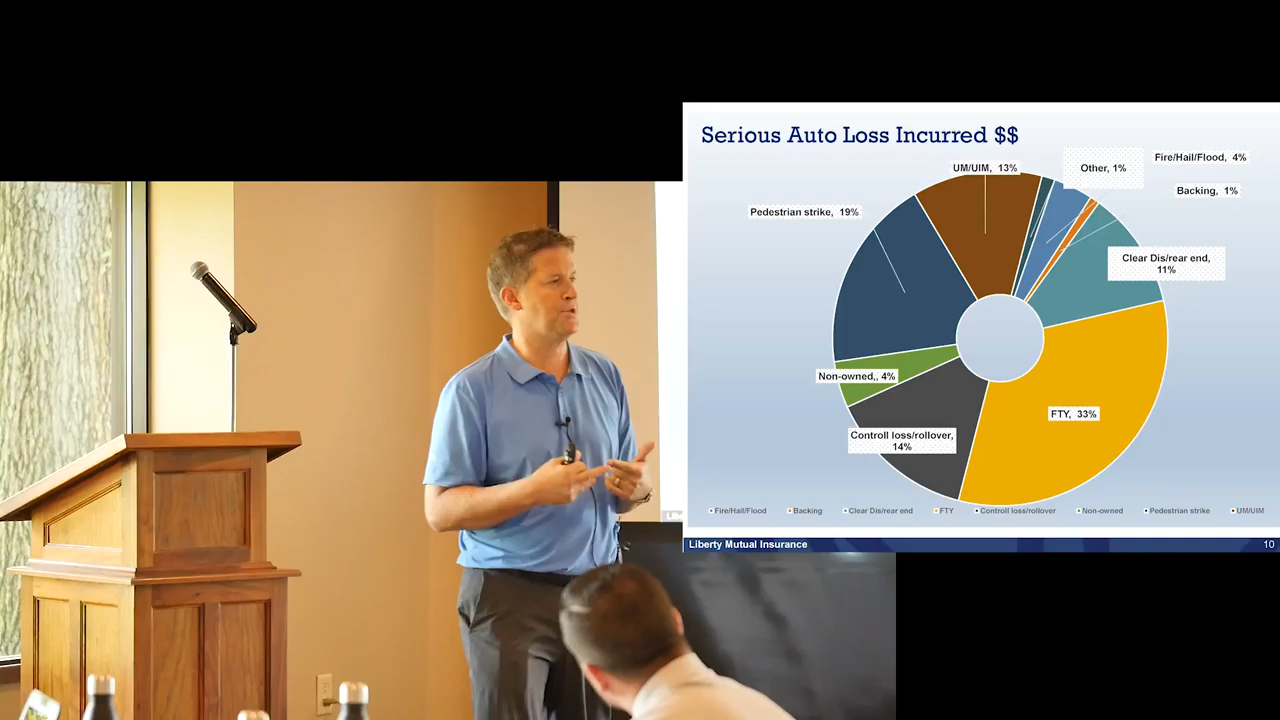 Serious Auto Loss Incurred $$
UM/UIM, 13%
Other, 1%
Fire/Hail/Flood, 4%
Backing, 1%
Pedestrian strike, 19%
Clear Dis/rear end,
11%
Non-owned,, 4%
FTY, 33%
Controll loss/rollover,
14%
Fire/Hail/Flood
Backing
Clear Dis/rear end
FTY
Controll loss/rollover
Non-owned
Pedestrian strike
UM/UIM
Liberty Mutual Insurance
10